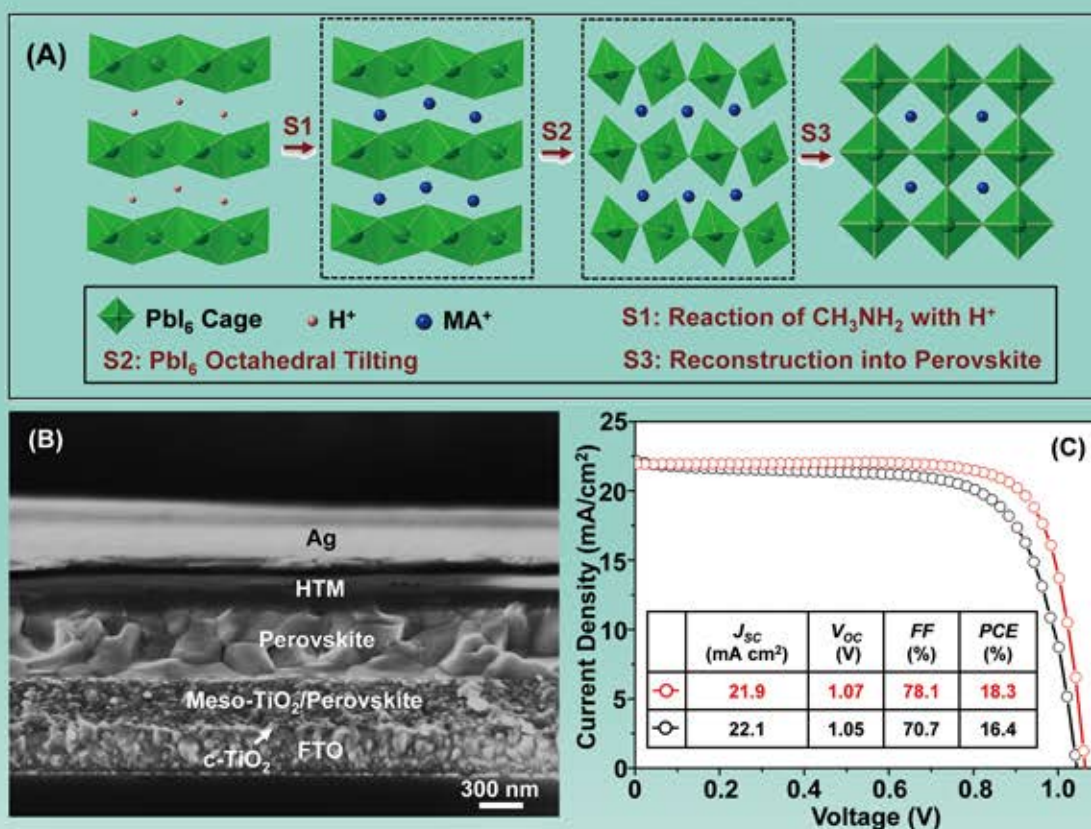 (A)
S1
S2
S3
PbI₆ Cage
H⁺
MA⁺
S1: Reaction of CH₃NH₂ with H⁺
S2: PbI₆ Octahedral Tilting
S3: Reconstruction into Perovskite
(B)
Ag
HTM
Perovskite
Meso-TiO₂/Perovskite
c-TiO₂
FTO
300 nm
(C)
Current Density (mA/cm²)
25
20
15
10
5
0
0 0.2 0.4 0.6 0.8 1.0
Voltage (V)
J_SC (mA cm²) V_OC (V) FF (%) PCE (%)
21.9 1.07 78.1 18.3
22.1 1.05 70.7 16.4